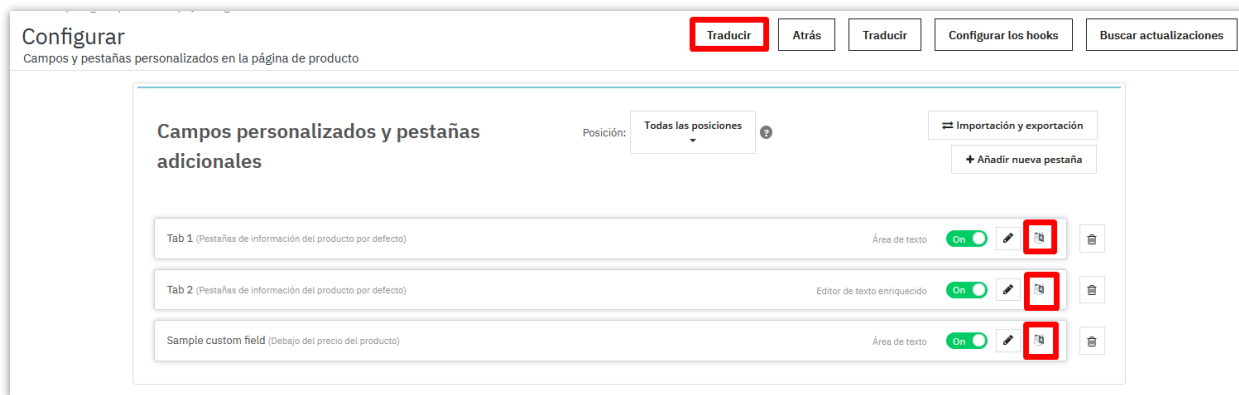 Configurar
Traducir Atrás Traducir Configurar los hooks Buscar actualizaciones
Campos y pestañas personalizados en la página de producto
Campos personalizados y pestañas
adicionales
Posición: Todas las posiciones ?
Importación y exportación
+ Añadir nueva pestaña
Tab 1 (Pestañas de información del producto por defecto) Área de texto On
Tab 2 (Pestañas de información del producto por defecto) Editor de texto enriquecido On
Sample custom field (Debajo del precio del producto) Área de texto On